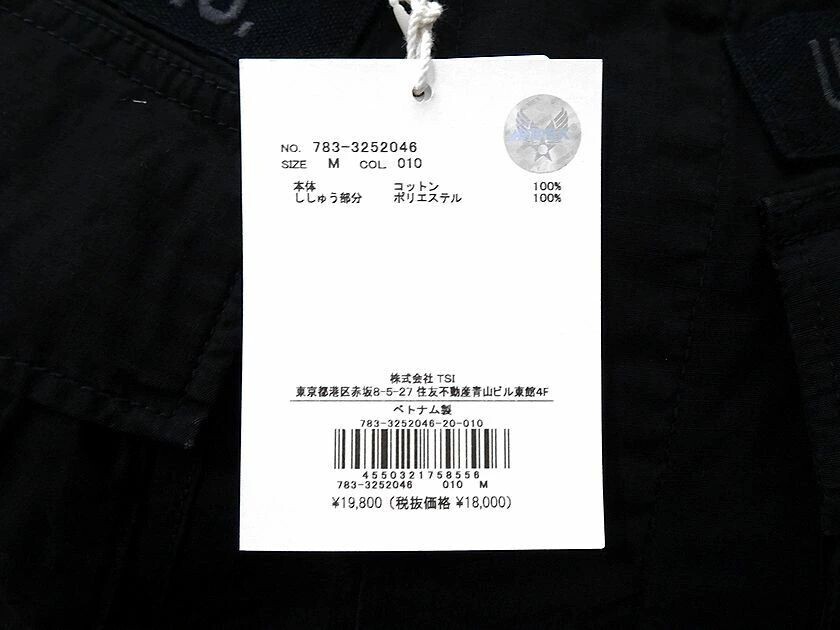 NO. 783-3252046
SIZE M COL. 010
本体 コットン 100%
ししゅう部分 ポリエステル 100%
株式会社 TSI
東京都港区赤坂8-5-27 住友不動産青山ビル東館4F
ベトナム製
783-3252046-20-010
4550321758556
783-3252046 010 M
¥19,800 (税抜価格 ¥18,000)